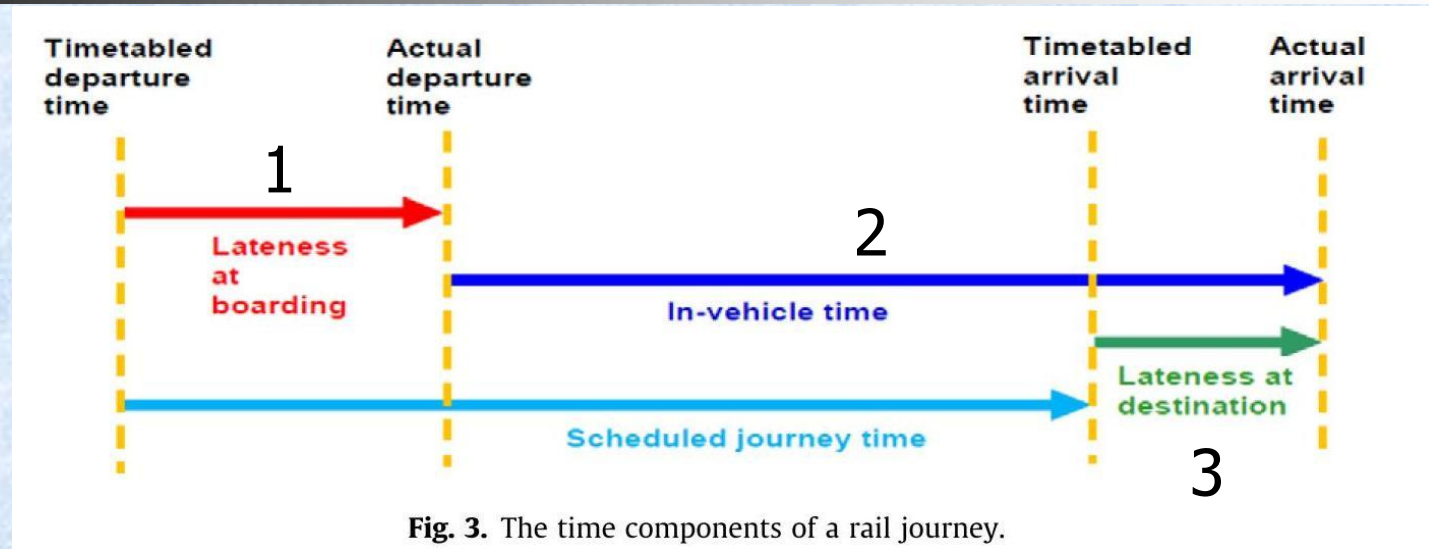 Timetabled
departure
time
Actual
departure
time
Timetabled
arrival
time
Actual
arrival
time
1
Lateness
at
boarding
2
In-vehicle time
Lateness at
destination
Scheduled journey time
3
Fig. 3. The time components of a rail journey.